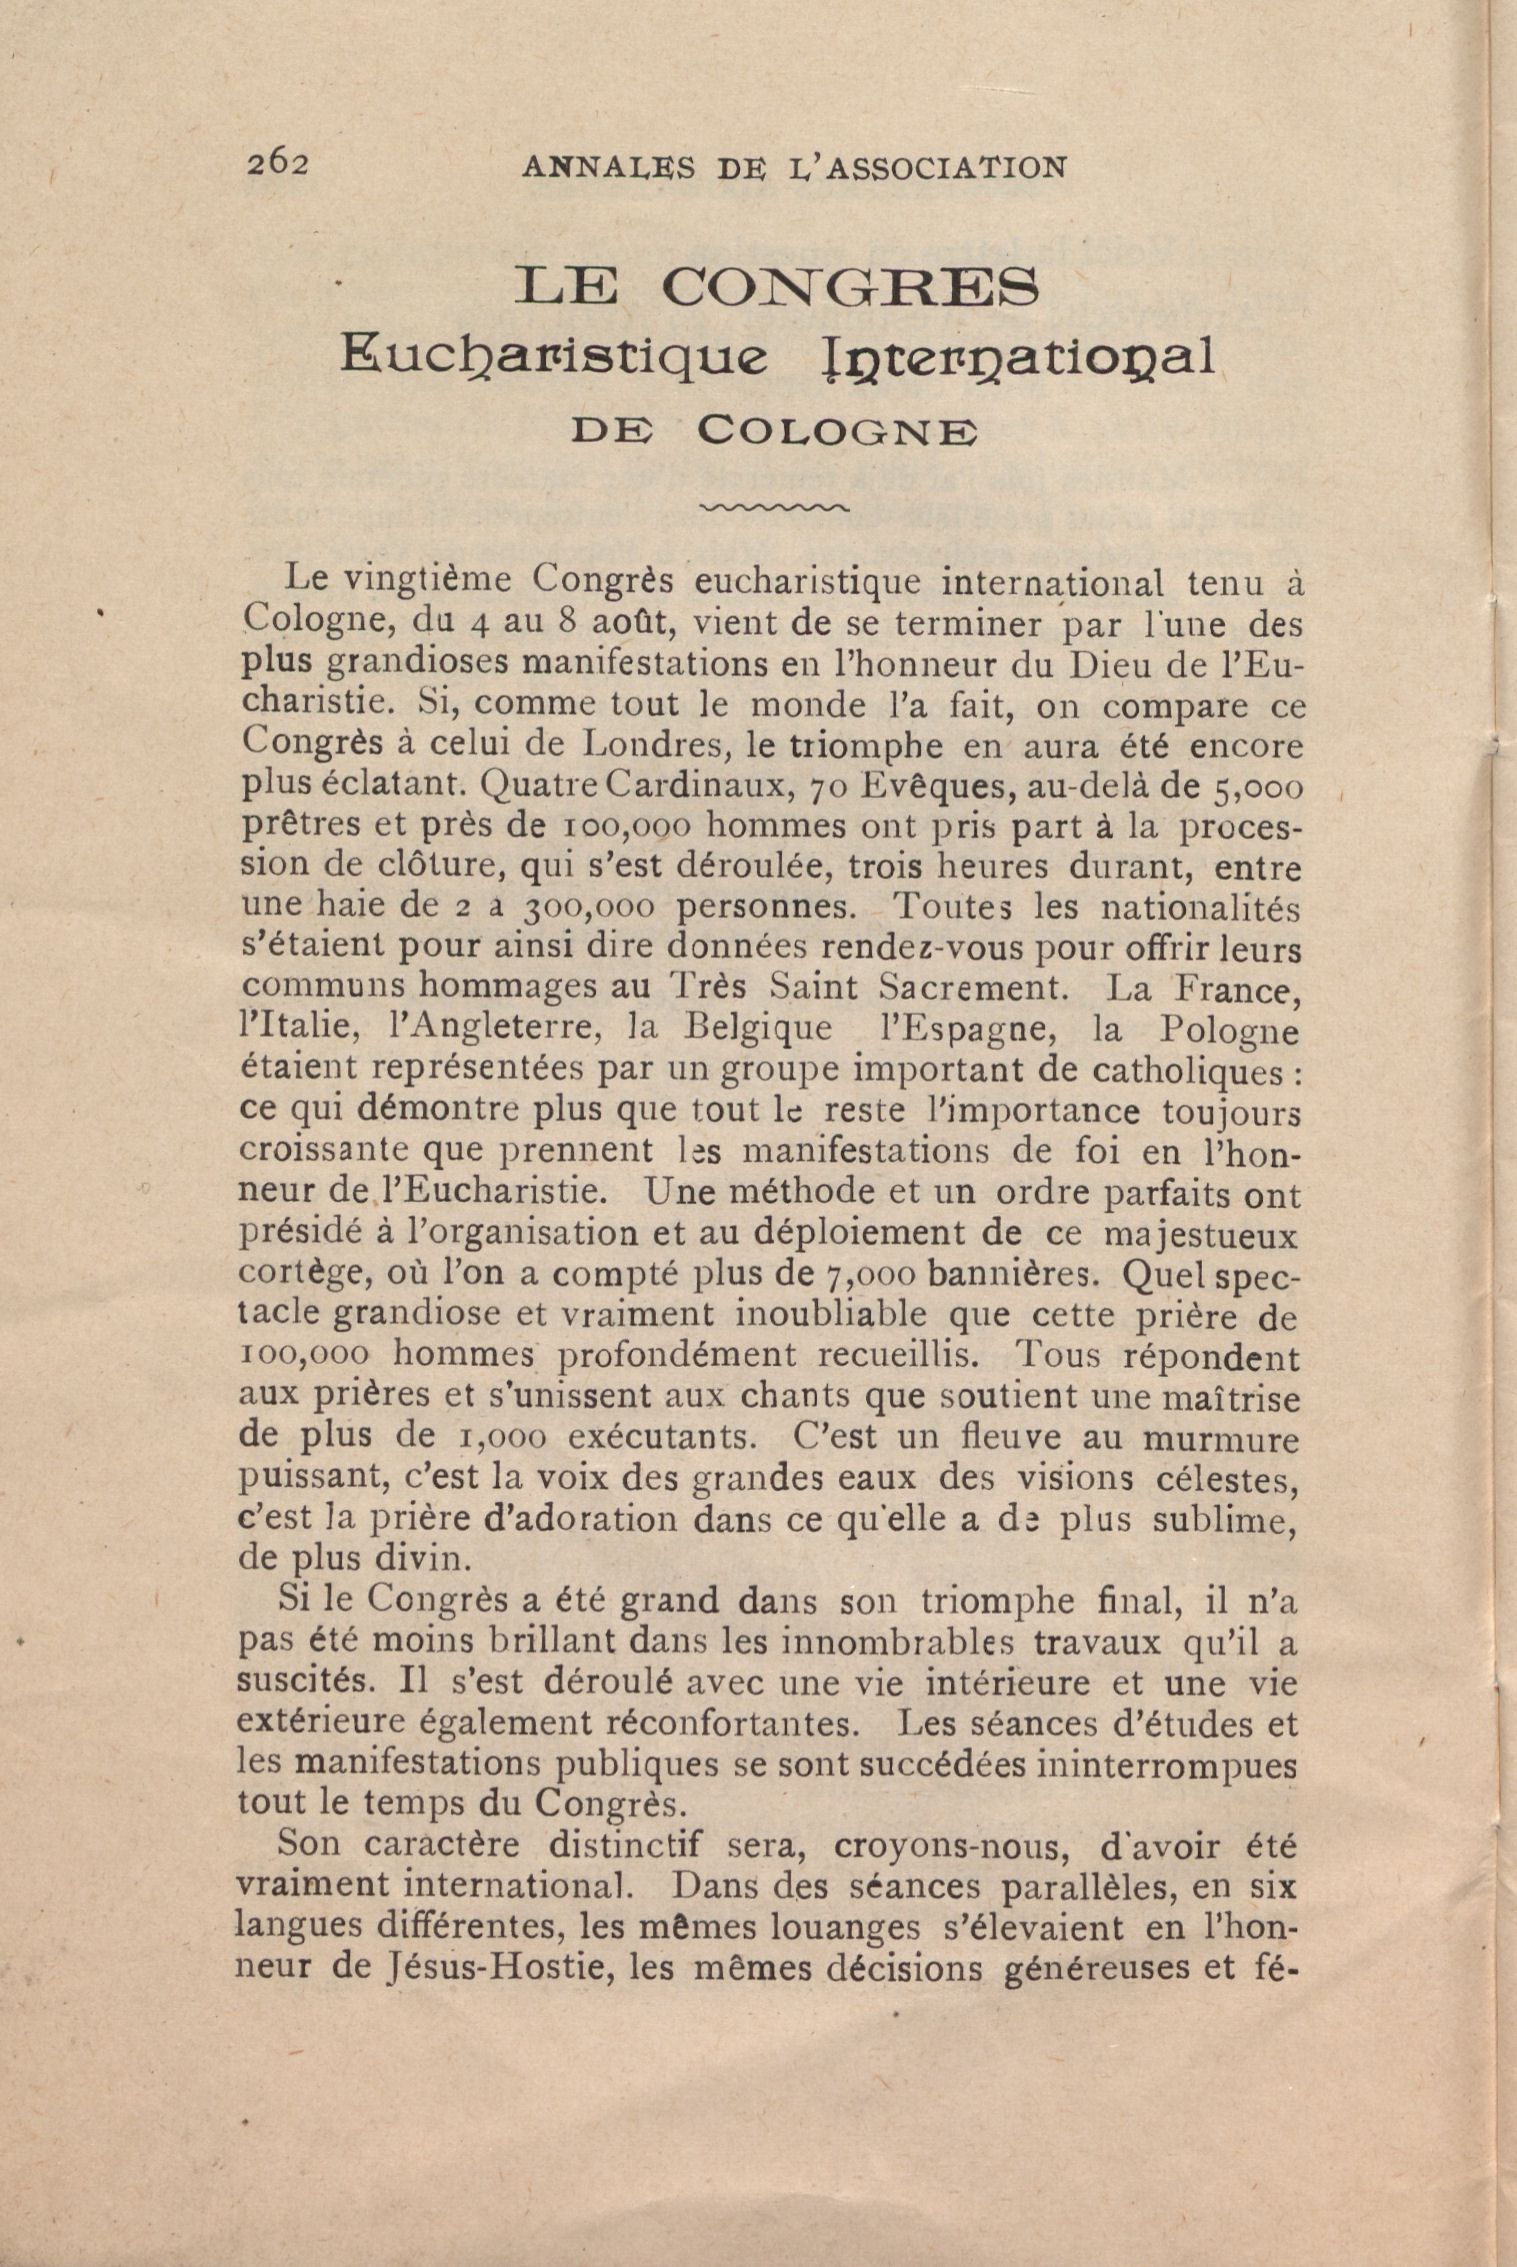 262 ANNALES DE L'ASSOCIATION
LE CONGRES
Eucharistique International
DE COLOGNE
Le vingtième Congrès eucharistique international tenu à
Cologne, du 4 au 8 août, vient de se terminer par l'une des
plus grandioses manifestations en l'honneur du Dieu de l'Eu-
charistie. Si, comme tout le monde l'a fait, on compare ce
Congrès à celui de Londres, le triomphe en aura été encore
plus éclatant. Quatre Cardinaux, 70 Evêques, au-delà de 5,000
prêtres et près de 100,000 hommes ont pris part à la proces-
sion de clôture, qui s'est déroulée, trois heures durant, entre
une haie de 2 à 300,000 personnes. Toutes les nationalités
s'étaient pour ainsi dire données rendez-vous pour offrir leurs
communs hommages au Très Saint Sacrement. La France,
l'Italie, l'Angleterre, la Belgique l'Espagne, la Pologne
étaient représentées par un groupe important de catholiques :
ce qui démontre plus que tout le reste l'importance toujours
croissante que prennent les manifestations de foi en l'hon-
neur de l'Eucharistie. Une méthode et un ordre parfaits ont
présidé à l'organisation et au déploiement de ce majestueux
cortège, où l'on a compté plus de 7,000 bannières. Quel spec-
tacle grandiose et vraiment inoubliable que cette prière de
100,000 hommes profondément recueillis. Tous répondent
aux prières et s'unissent aux chants que soutient une maîtrise
de plus de 1,000 exécutants. C'est un fleuve au murmure
puissant, c'est la voix des grandes eaux des visions célestes,
c'est la prière d'adoration dans ce qu'elle a de plus sublime,
de plus divin.
Si le Congrès a été grand dans son triomphe final, il n'a
pas été moins brillant dans les innombrables travaux qu'il a
suscités. Il s'est déroulé avec une vie intérieure et une vie
extérieure également réconfortantes. Les séances d'études et
les manifestations publiques se sont succédées ininterrompues
tout le temps du Congrès.
Son caractère distinctif sera, croyons-nous, d'avoir été
vraiment international. Dans des séances parallèles, en six
langues différentes, les mêmes louanges s'élevaient en l'hon-
neur de Jésus-Hostie, les mêmes décisions généreuses et fé-